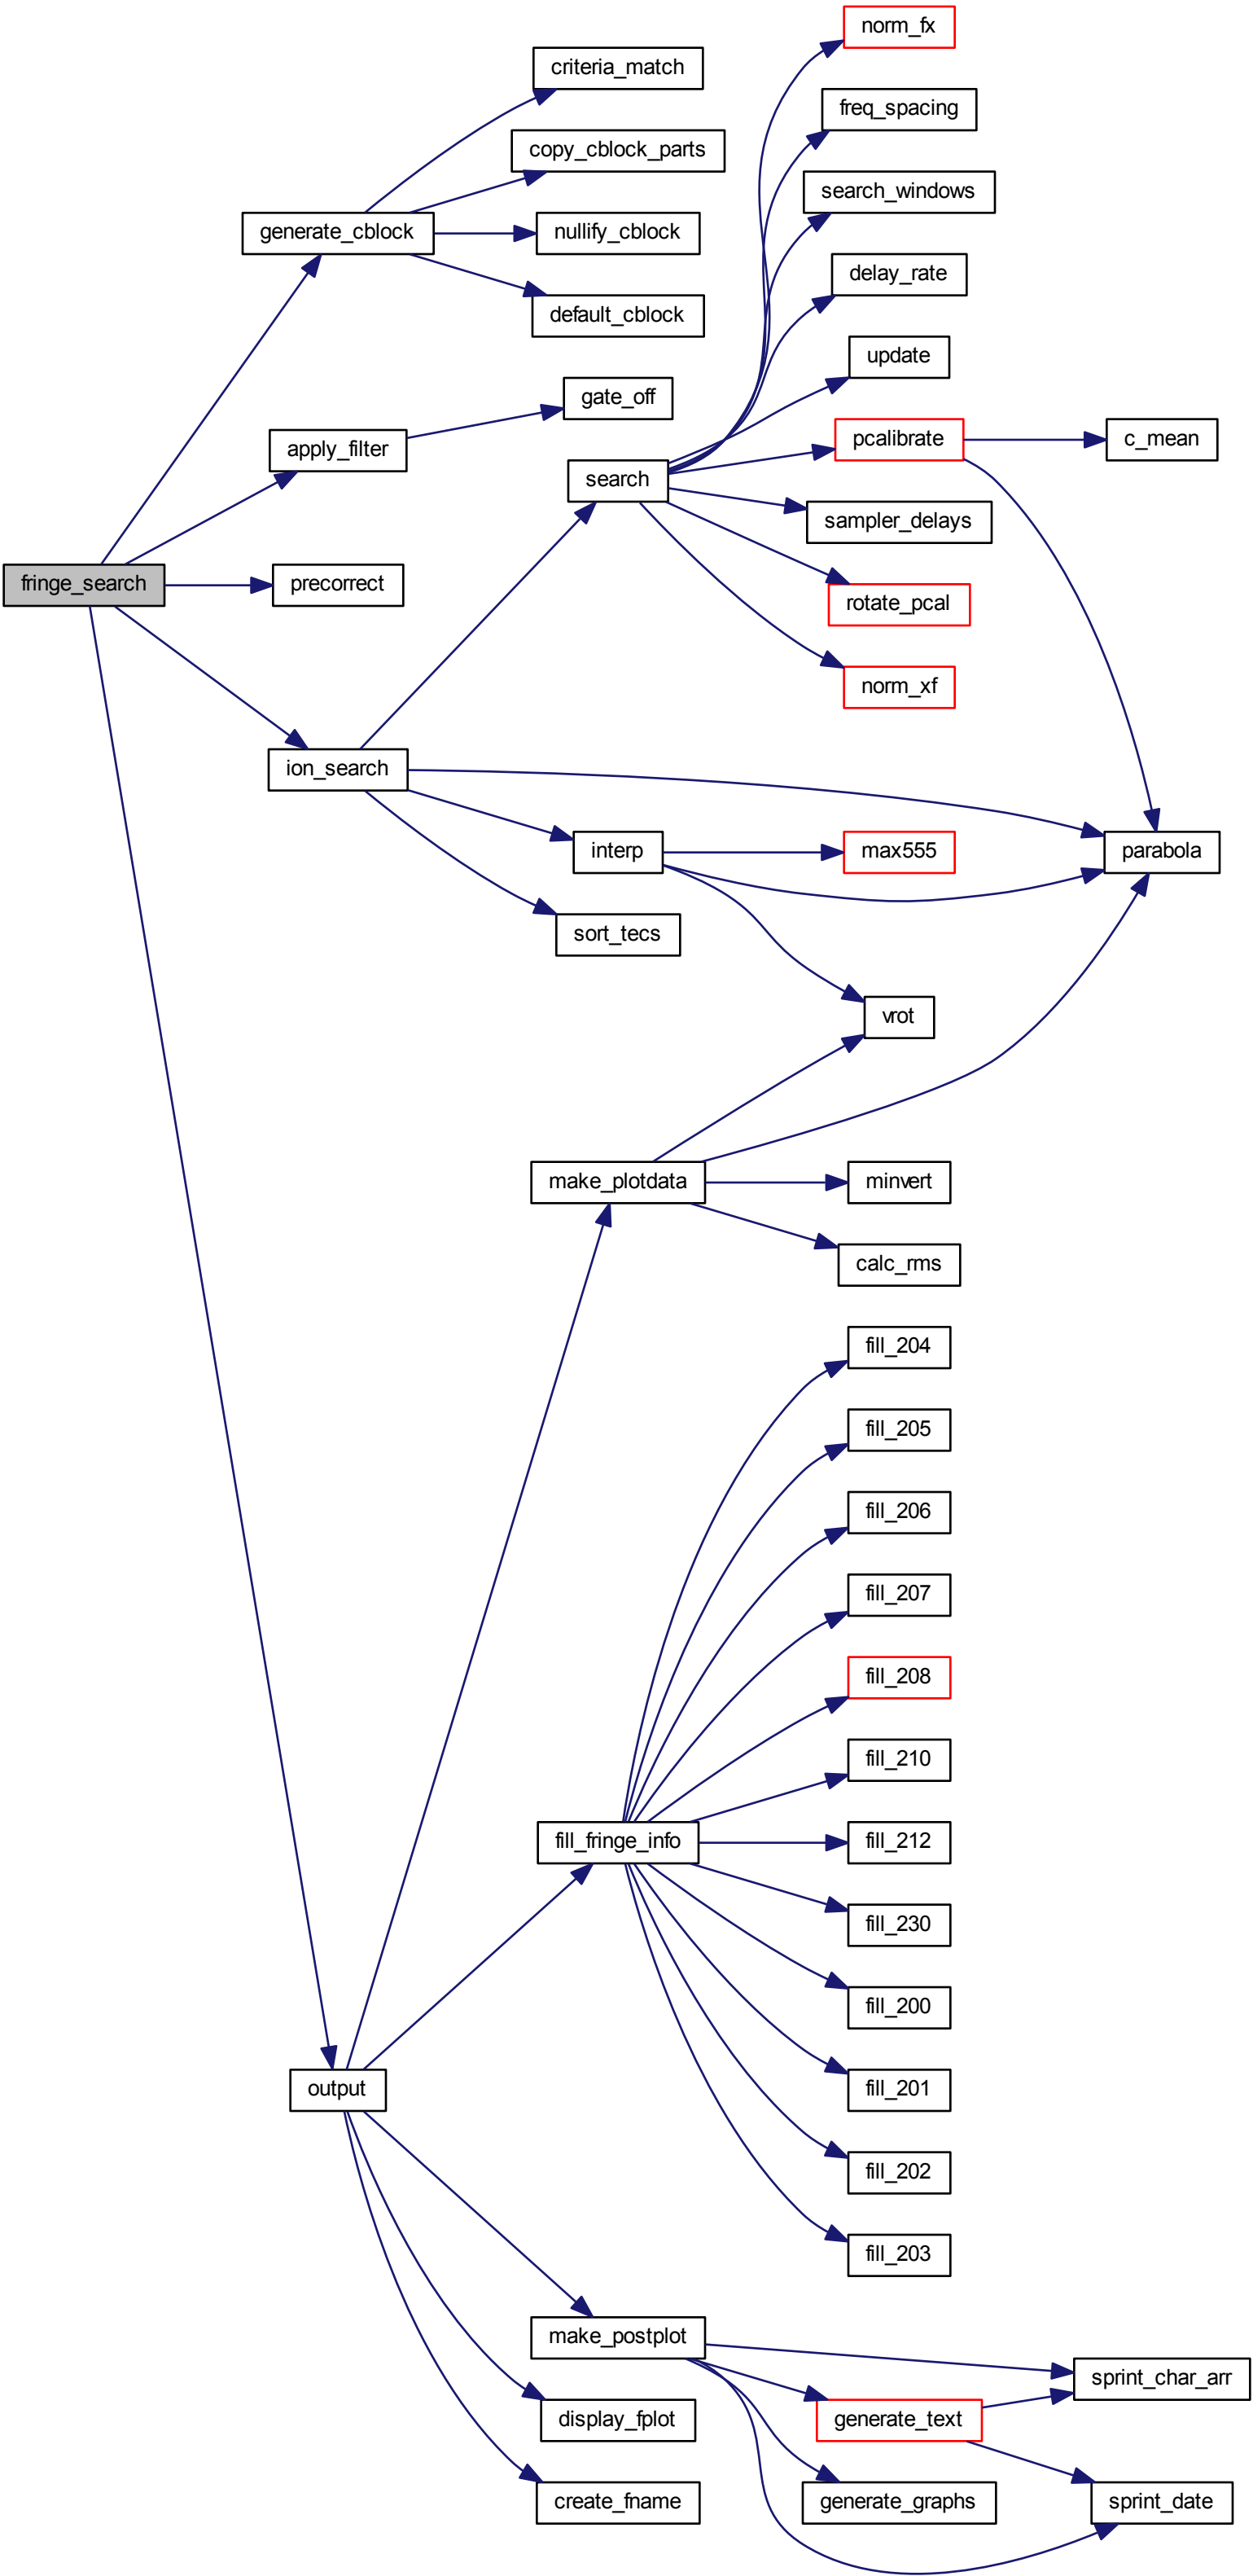 norm_fx
criteria_match
freq_spacing
copy_cblock_parts
search_windows
generate_cblock
nullify_cblock
delay_rate
default_cblock
update
gate_off
apply_filter
pcalibrate
c_mean
search
sampler_delays
fringe_search
precorrect
rotate_pcal
norm_xf
ion_search
interp
max555
parabola
sort_tecs
vrot
make_plotdata
minvert
calc_rms
fill_204
fill_205
fill_206
fill_207
fill_208
fill_210
fill_fringe_info
fill_212
fill_230
fill_200
output
fill_201
fill_202
fill_203
make_postplot
sprint_char_arr
display_fplot
generate_text
create_fname
generate_graphs
sprint_date